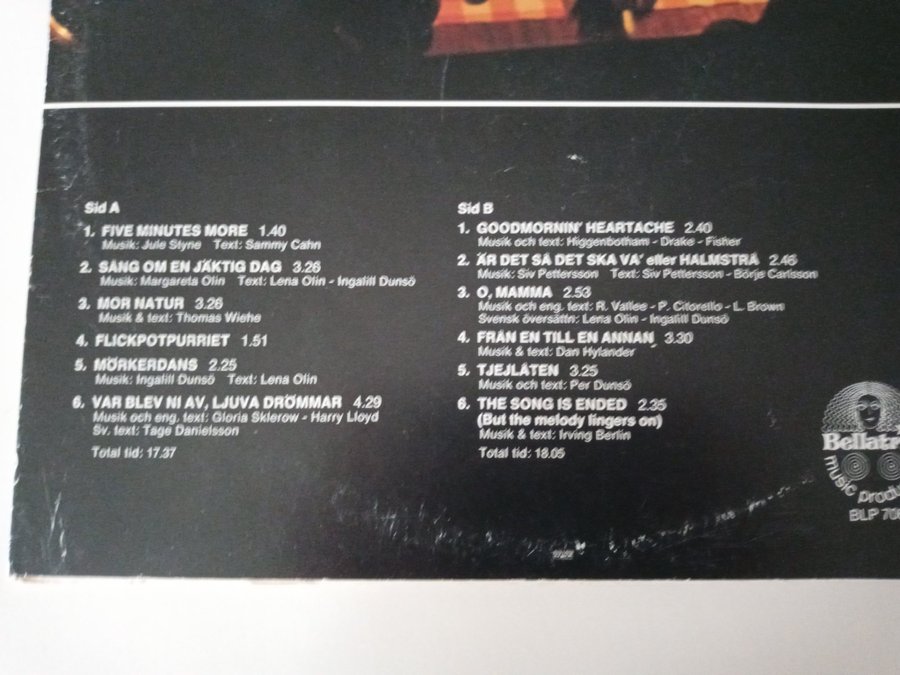 Sid A
1. FIVE MINUTES MORE 1.40
Musik: Jule Styne Text: Sammy Cahn
2. SÅNG OM EN JÄKTIG DAG 3.26
Musik: Margareta Olin Text: Lena Olin - Ingalill Dunsö
3. MOR NATUR 3.26
Musik & text: Thomas Wiehe
4. FLICKPOTPURRIET 1.51
5. MÖRKERDANS 2.25
Musik: Ingalill Dunsö Text: Lena Olin
6. VAR BLEV NI AV, LJUVA DRÖMMAR 4.29
Musik och eng. text: Gloria Sklerow - Harry Lloyd
Sv. text: Tage Danielsson
Total tid: 17.37
Sid B
1. GOODMORNIN' HEARTACHE 2.40
Musik och text: Higgenbotham - Drake - Fisher
2. ÄR DET SÅ DET SKA VA' eller HALMSTRÅ 2.46
Musik: Siv Pettersson Text: Siv Pettersson - Börje Carlsson
3. O, MAMMA 2.53
Musik och eng. text: R. Vallee - P. Citorello - L. Brown
Svensk översättn: Lena Olin - Ingalill Dunsö
4. FRÅN EN TILL EN ANNAN 3.30
Musik & text: Dan Hylander
5. TJEJLÅTEN 3.25
Musik och text: Per Dunsö
6. THE SONG IS ENDED 2.35
(But the melody lingers on)
Musik & text: Irving Berlin
Total tid: 18.05
music
BLP